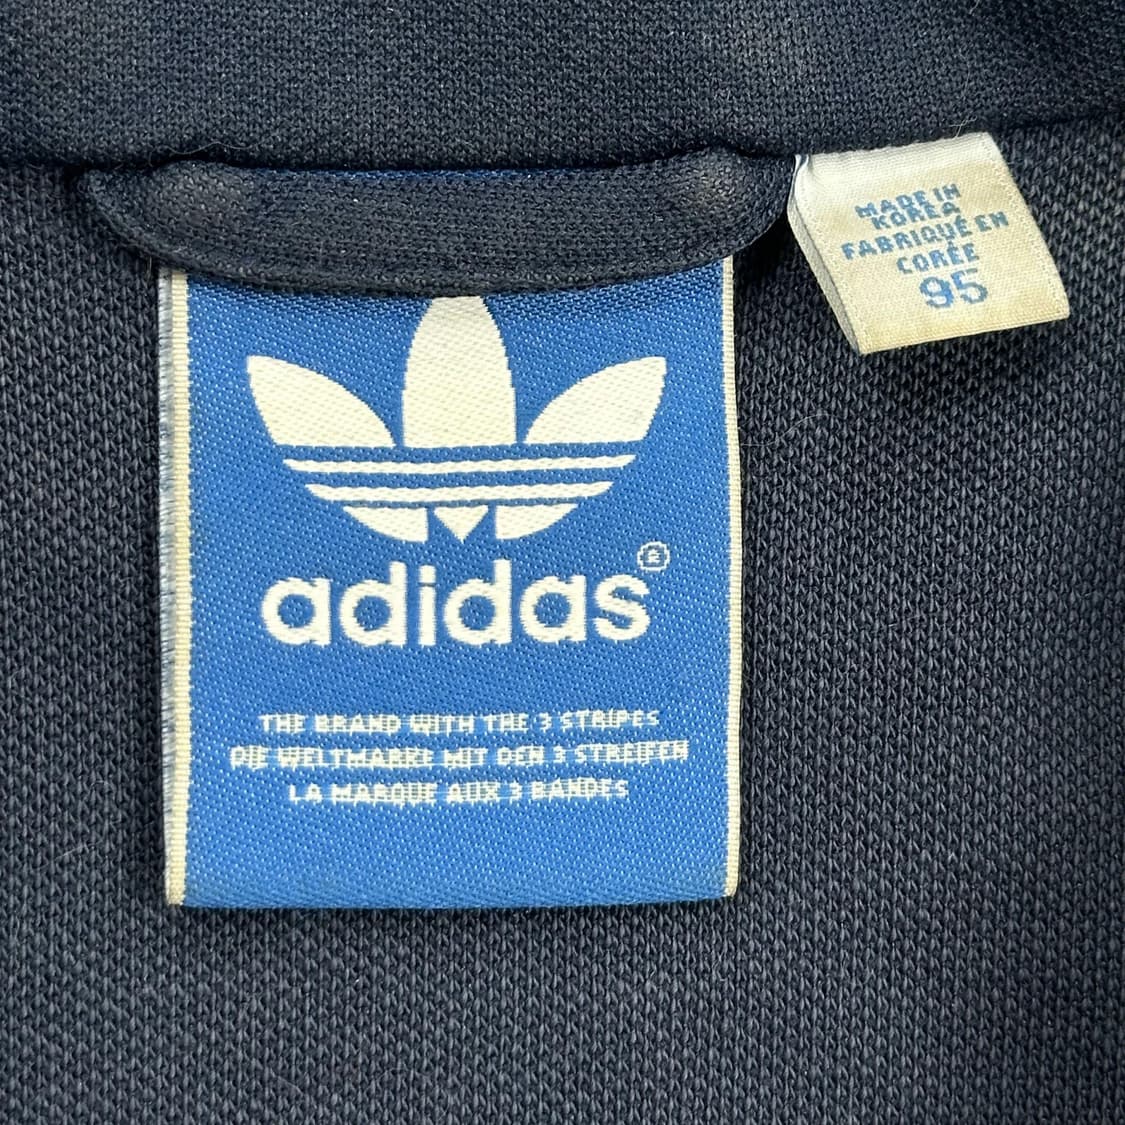 MADE IN
KOREA
FABRIQUÉ EN
CORÉE
95
adidas®
THE BRAND WITH THE 3 STRIPES
DIE WELTMARKE MIT DEN 3 STREIFEN
LA MARQUE AUX 3 BANDES